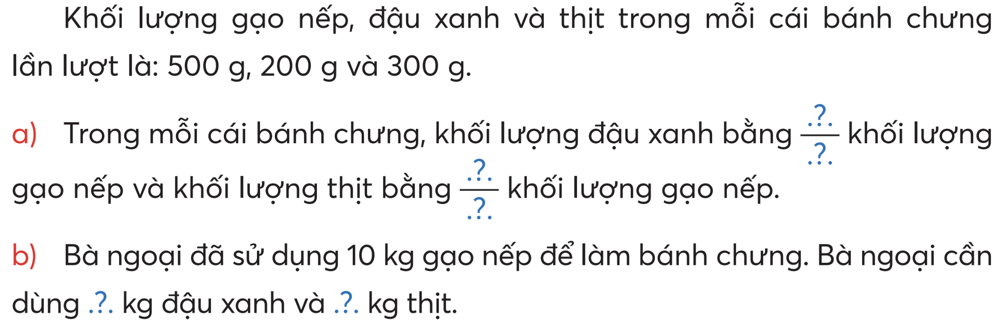 Khối lượng gạo nếp, đậu xanh và thịt trong mỗi cái bánh chưng
lần lượt là: 500 g, 200 g và 300 g.
a) Trong mỗi cái bánh chưng, khối lượng đậu xanh bằng .?./.?. khối lượng
gạo nếp và khối lượng thịt bằng .?./.?. khối lượng gạo nếp.
b) Bà ngoại đã sử dụng 10 kg gạo nếp để làm bánh chưng. Bà ngoại cần
dùng .?. kg đậu xanh và .?. kg thịt.